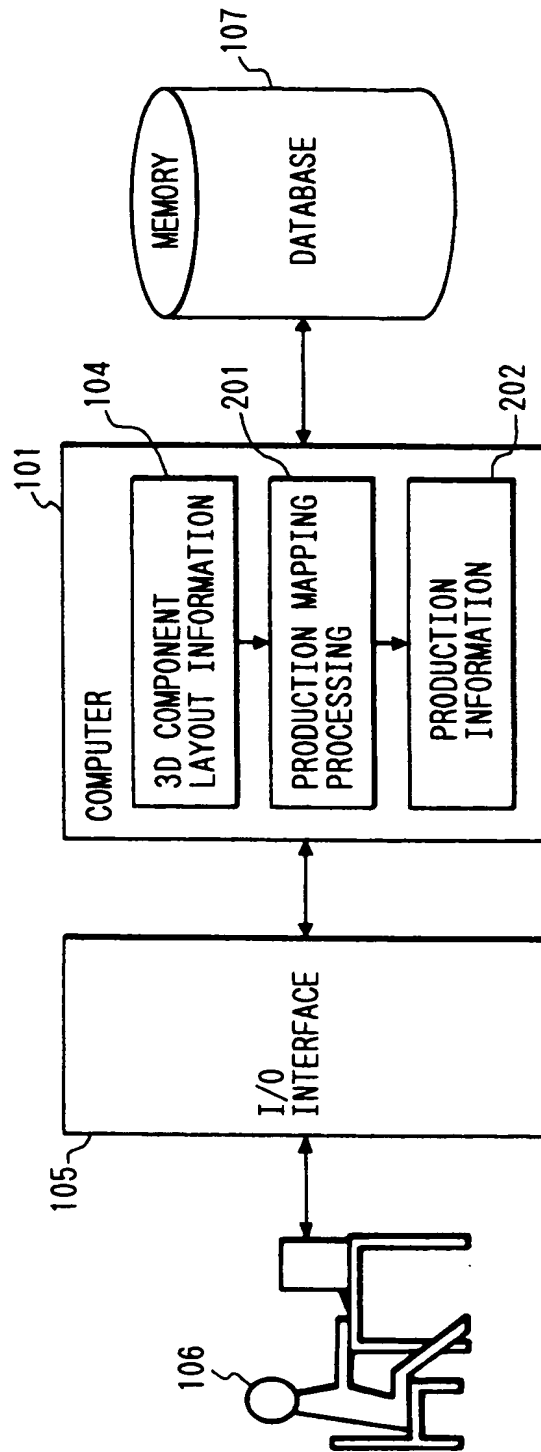 106
105
I/O
INTERFACE
101
COMPUTER
104
3D COMPONENT
LAYOUT INFORMATION
201
PRODUCTION MAPPING
PROCESSING
202
PRODUCTION
INFORMATION
107
MEMORY
DATABASE